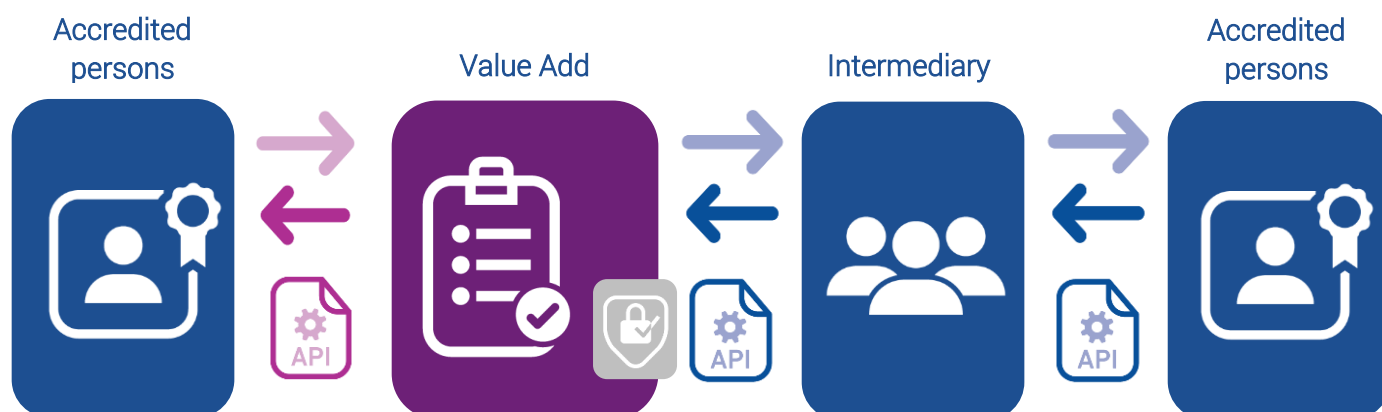 Accredited
persons
Value Add
Intermediary
Accredited
persons
API
API
API